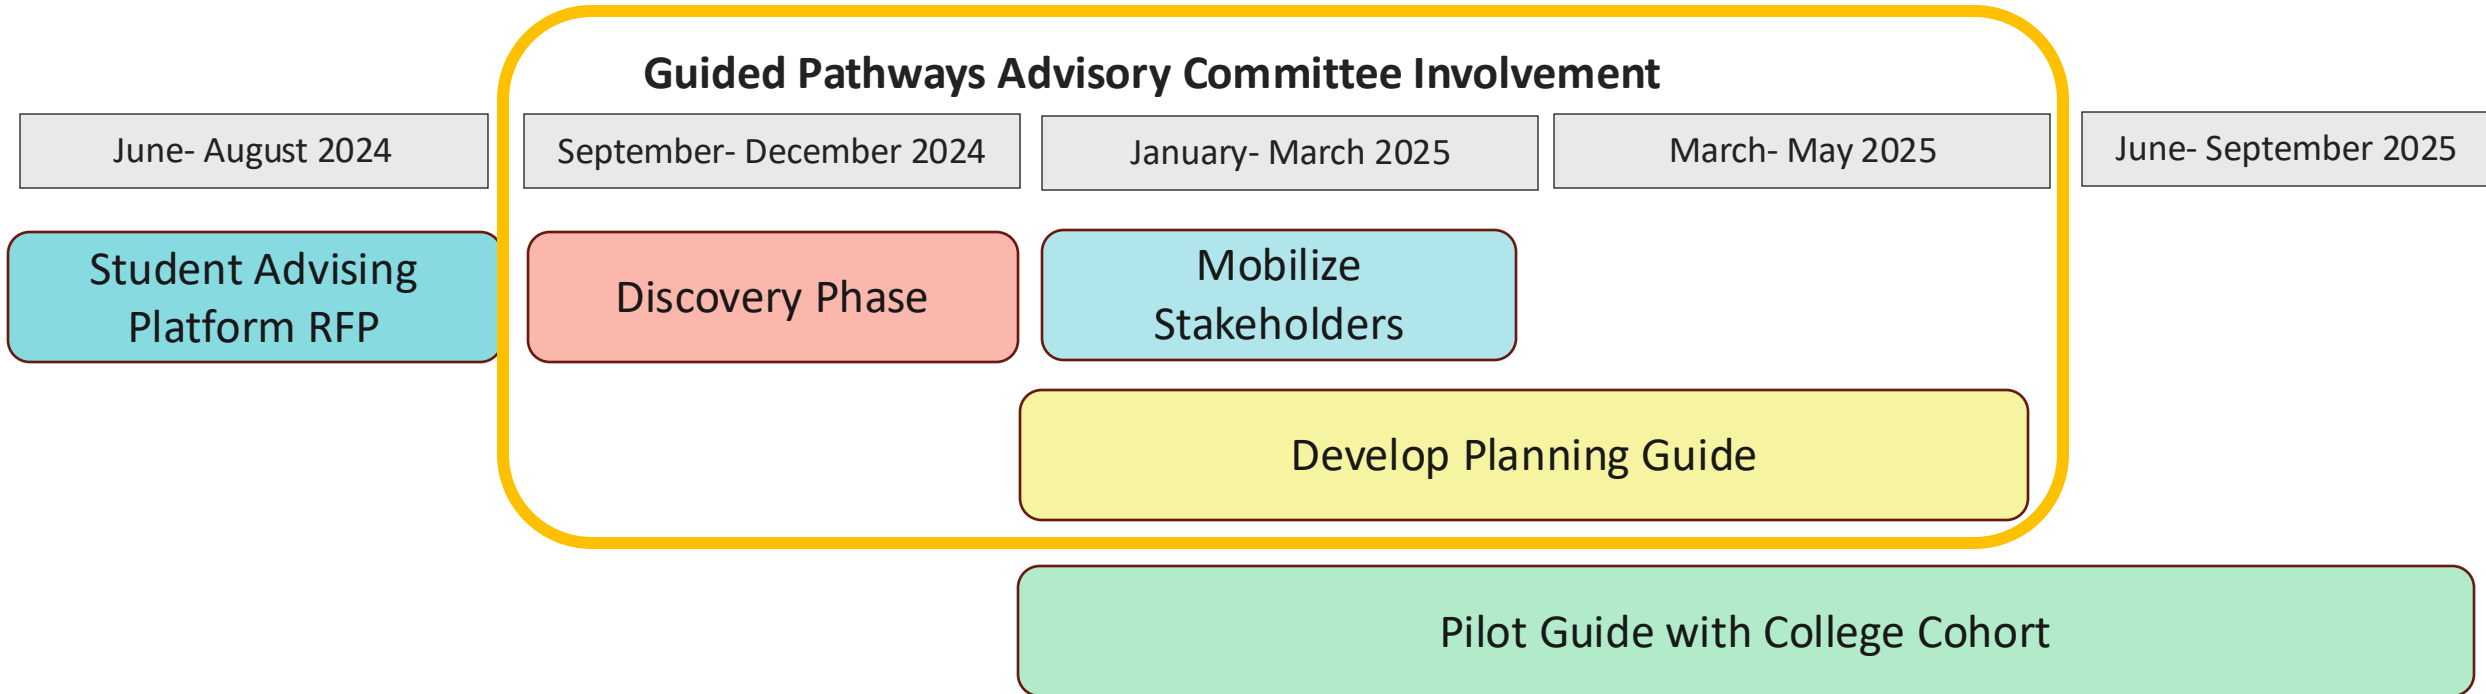 Guided Pathways Advisory Committee Involvement
June- August 2024
September- December 2024
January- March 2025
March- May 2025
June- September 2025
Student Advising
Platform RFP
Discovery Phase
Mobilize
Stakeholders
Develop Planning Guide
Pilot Guide with College Cohort